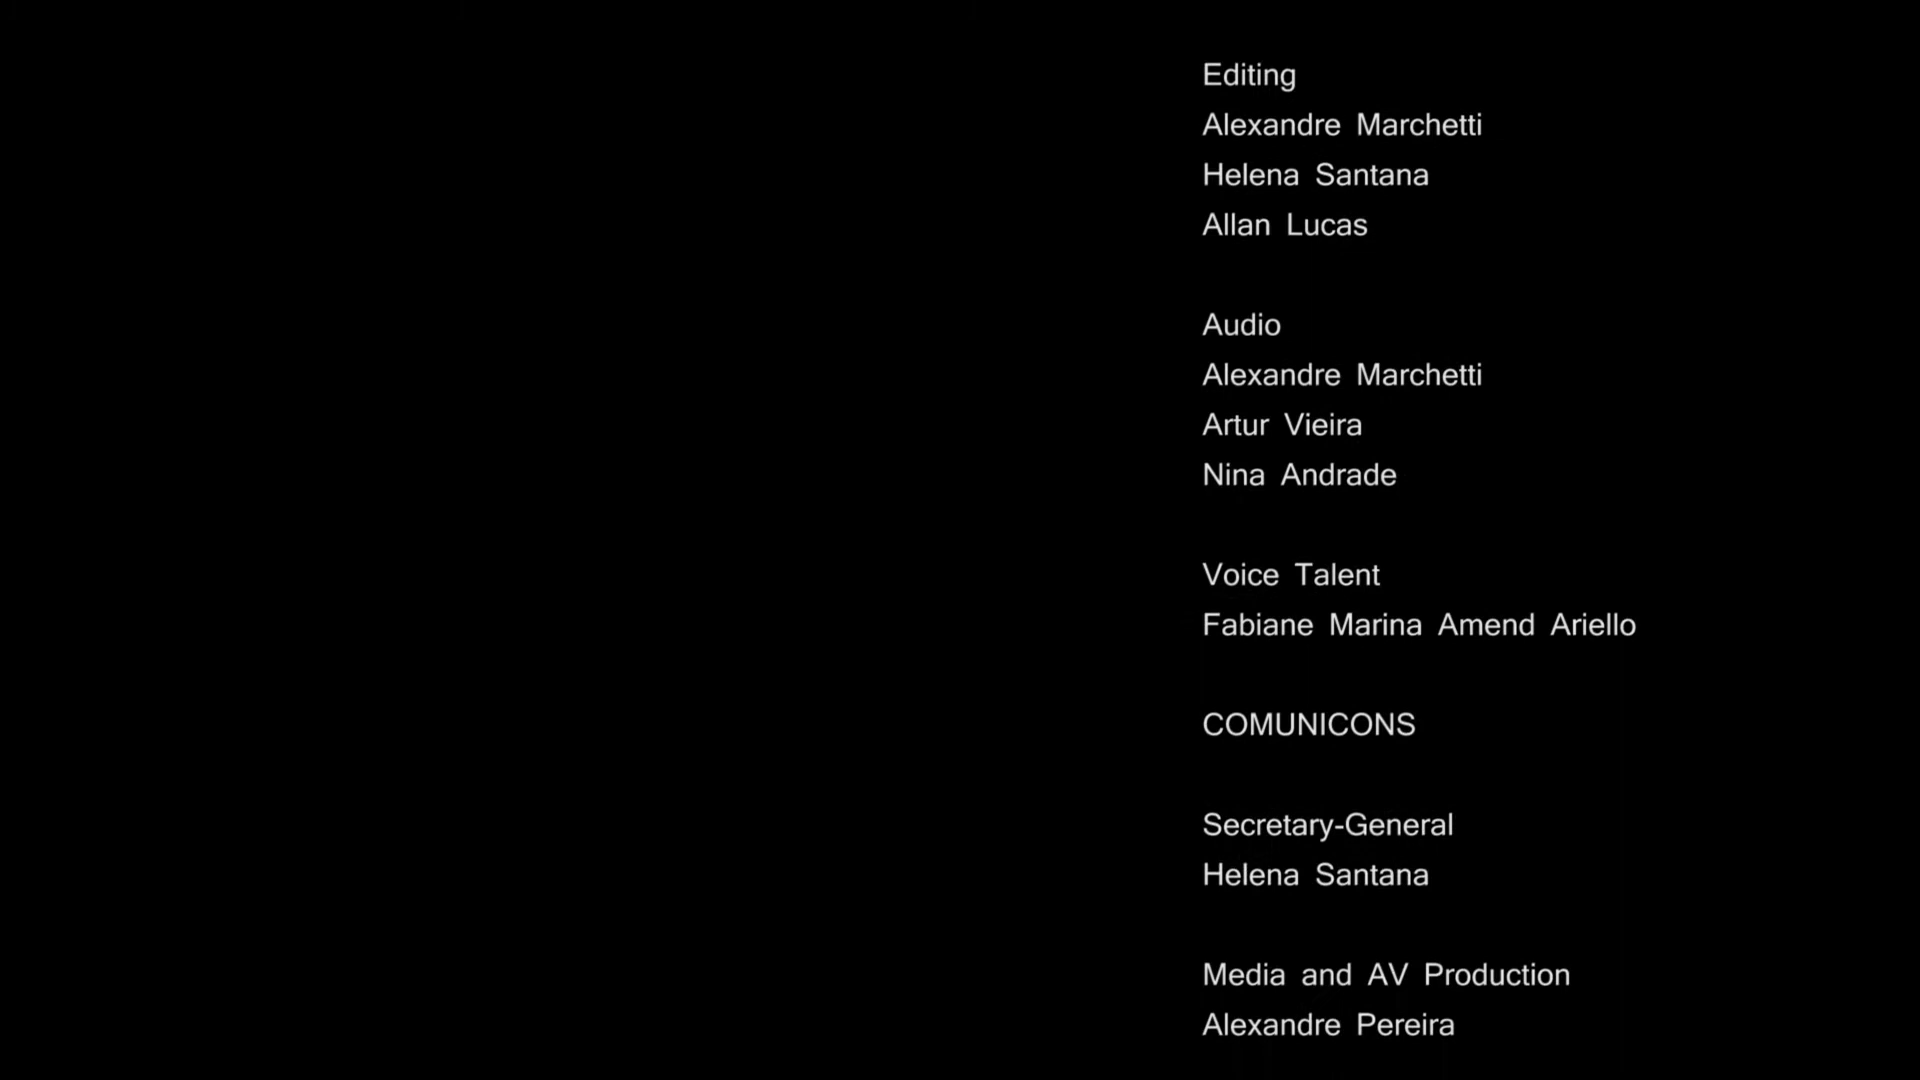 Editing
Alexandre Marchetti
Helena Santana
Allan Lucas
Audio
Alexandre Marchetti
Artur Vieira
Nina Andrade
Voice Talent
Fabiane Marina Amend Ariello
COMUNICONS
Secretary-General
Helena Santana
Media and AV Production
Alexandre Pereira